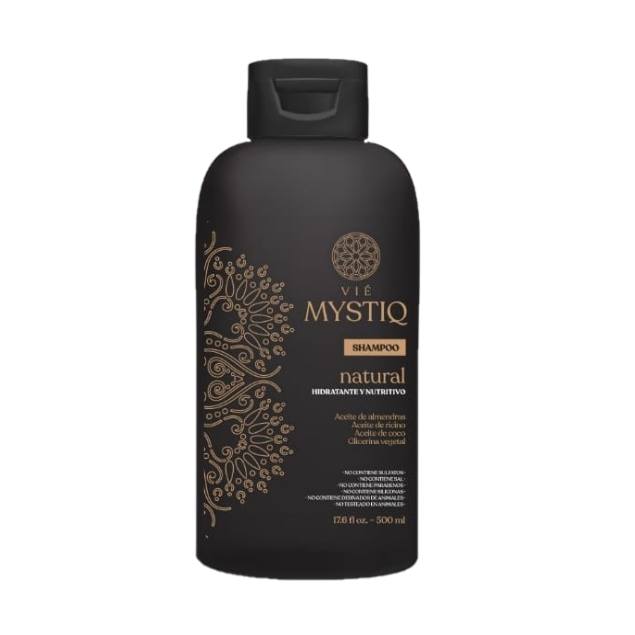 VIÉ
MYSTIQ
SHAMPOO
natural
HIDRATANTE Y NUTRITIVO
Aceite de almendras
Aceite de ricino
Aceite de coco
Glicerina vegetal
-NO CONTIENE SULFATOS-
-NO CONTIENE SAL-
-NO CONTIENE PARABENOS-
-NO CONTIENE SILICONAS-
-NO CONTIENE DERIVADOS DE ANIMALES-
-NO TESTEADO EN ANIMALES-
17.6 fl oz. - 500 ml